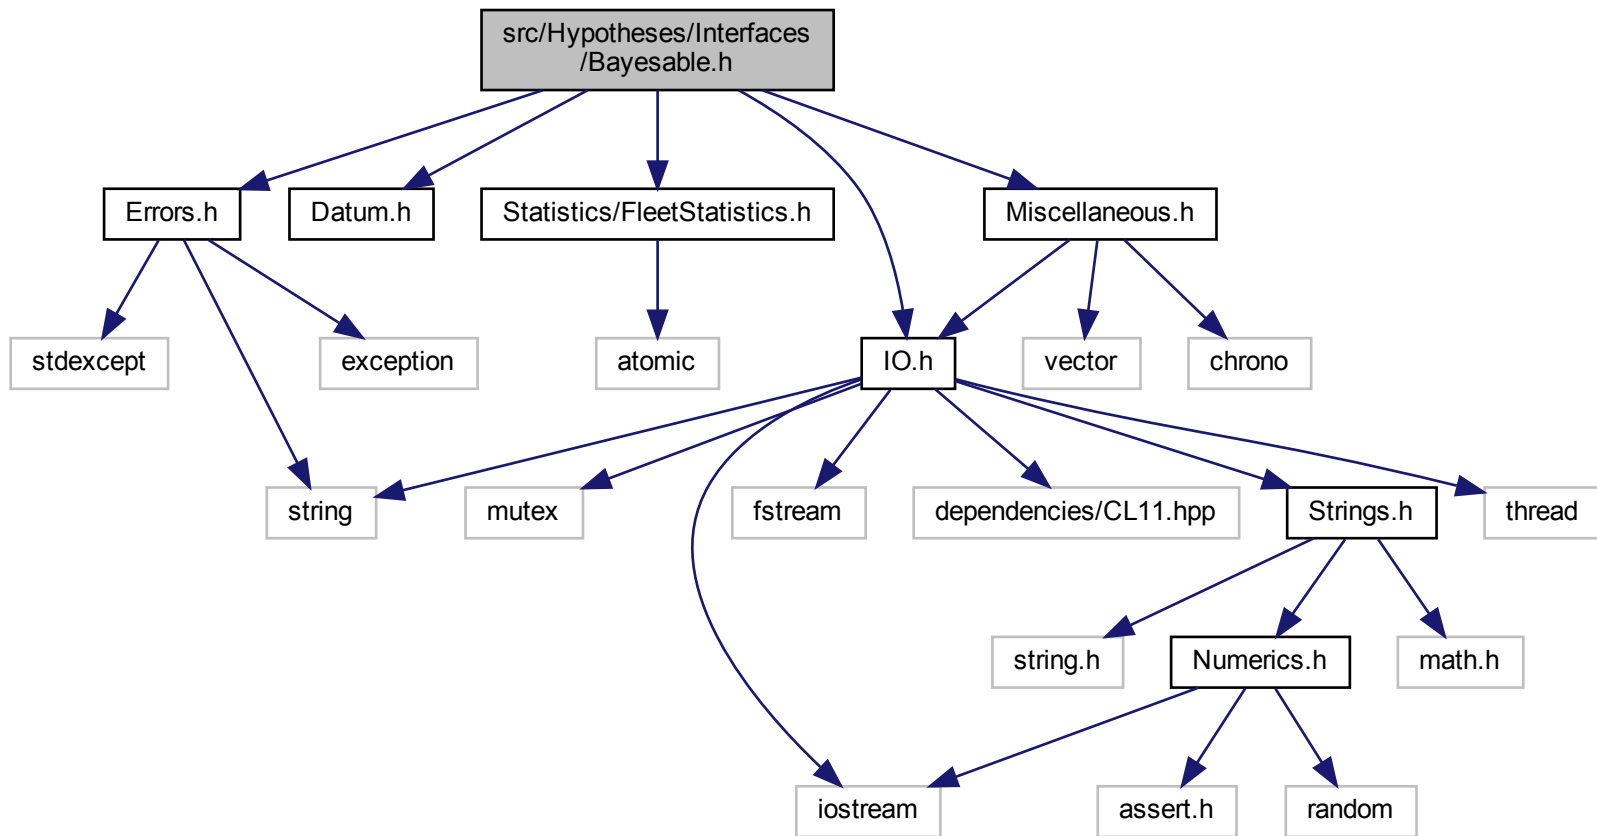 src/Hypotheses/Interfaces
/Bayesable.h
Errors.h
Datum.h
Statistics/FleetStatistics.h
Miscellaneous.h
stdexcept
exception
atomic
IO.h
vector
chrono
string
mutex
fstream
dependencies/CL11.hpp
Strings.h
thread
string.h
Numerics.h
math.h
iostream
assert.h
random